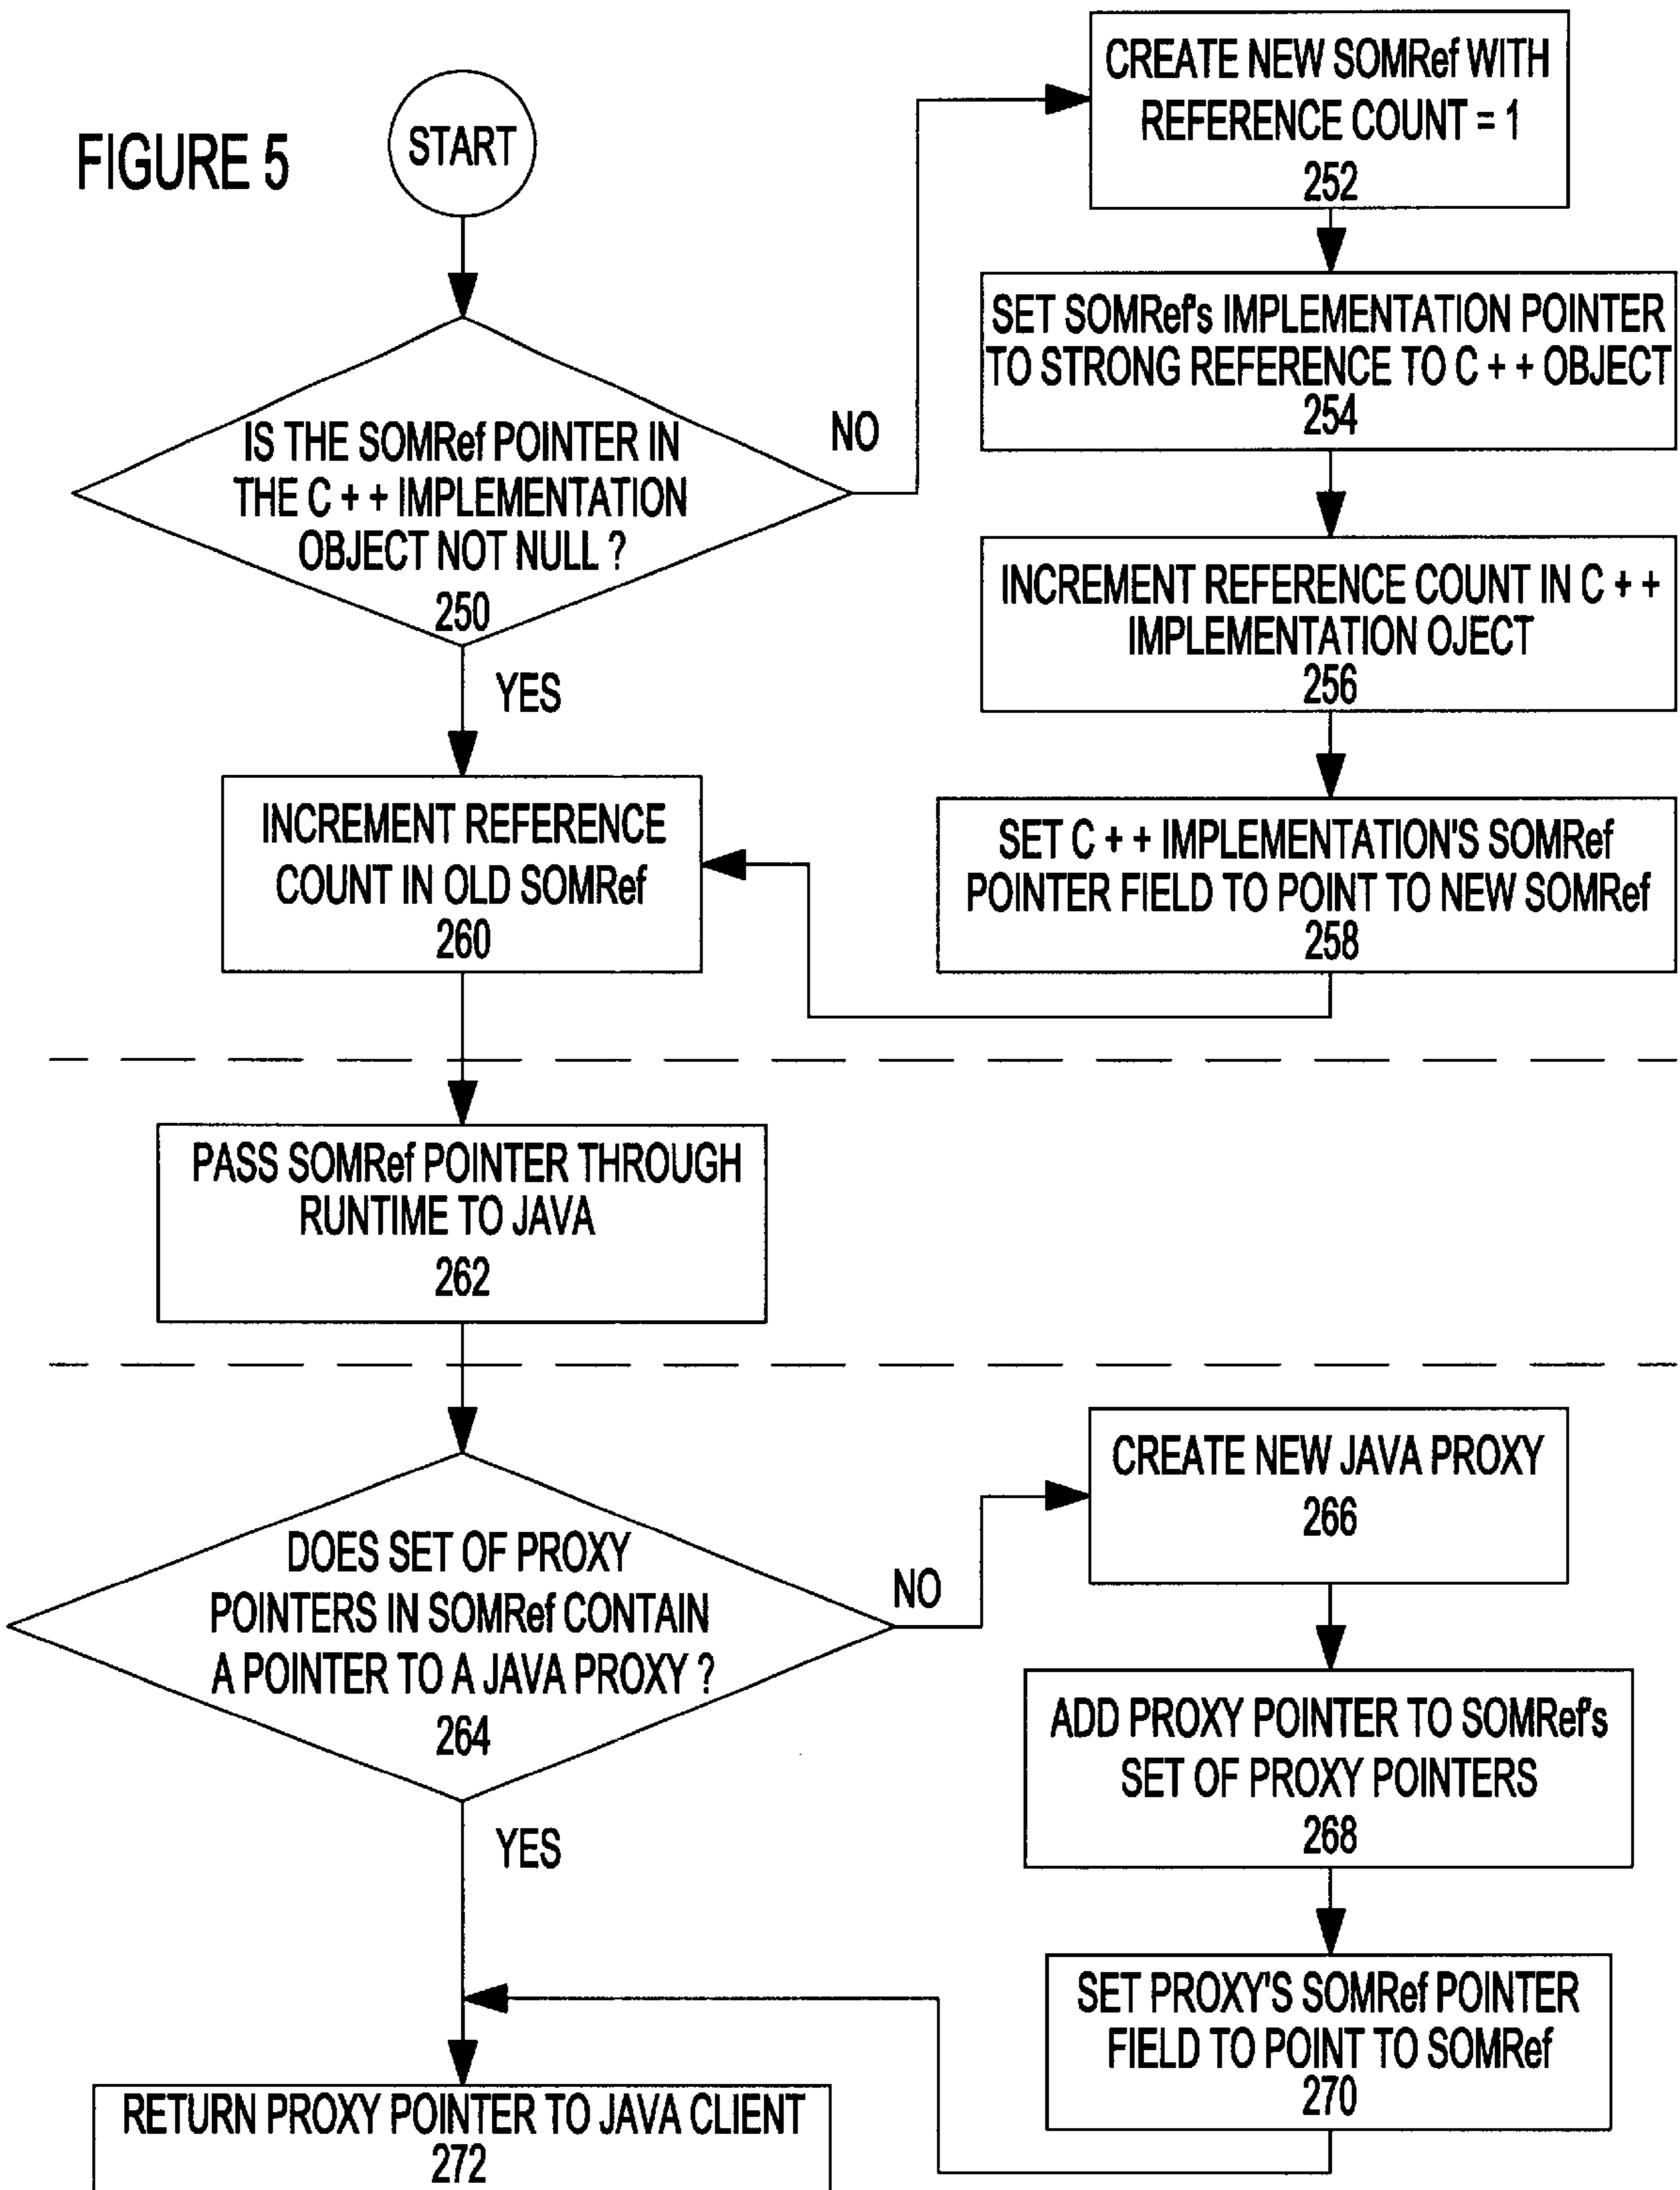 FIGURE 5
START
IS THE SOMRef POINTER IN
THE C + + IMPLEMENTATION
OBJECT NOT NULL ?
250
NO
YES
CREATE NEW SOMRef WITH
REFERENCE COUNT = 1
252
SET SOMRef's IMPLEMENTATION POINTER
TO STRONG REFERENCE TO C + + OBJECT
254
INCREMENT REFERENCE COUNT IN C + +
IMPLEMENTATION OJECT
256
SET C + + IMPLEMENTATION'S SOMRef
POINTER FIELD TO POINT TO NEW SOMRef
258
INCREMENT REFERENCE
COUNT IN OLD SOMRef
260
PASS SOMRef POINTER THROUGH
RUNTIME TO JAVA
262
DOES SET OF PROXY
POINTERS IN SOMRef CONTAIN
A POINTER TO A JAVA PROXY ?
264
NO
YES
CREATE NEW JAVA PROXY
266
ADD PROXY POINTER TO SOMRef's
SET OF PROXY POINTERS
268
SET PROXY'S SOMRef POINTER
FIELD TO POINT TO SOMRef
270
RETURN PROXY POINTER TO JAVA CLIENT
272